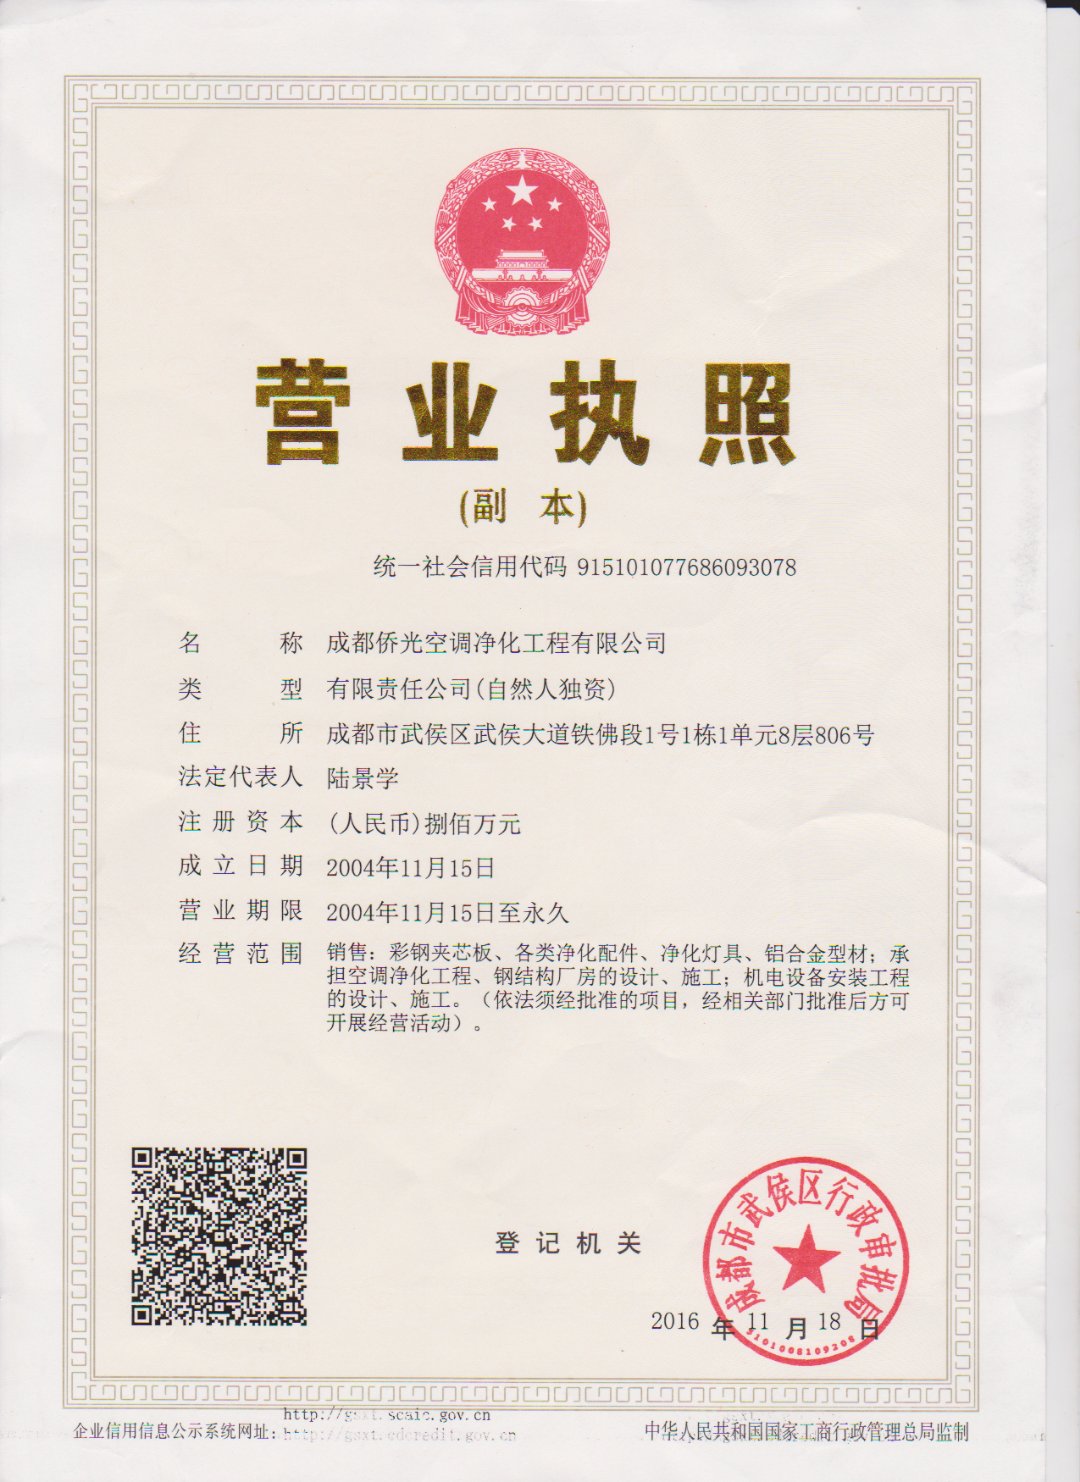 营业执照
(副 本)
统一社会信用代码 915101077686093078
名 称 成都侨光空调净化工程有限公司
类 型 有限责任公司(自然人独资)
住 所 成都市武侯区武侯大道铁佛段1号1栋1单元8层806号
法定代表人 陆景学
注册资本 (人民币)捌佰万元
成立日期 2004年11月15日
营业期限 2004年11月15日至永久
经营范围 销售：彩钢夹芯板、各类净化配件、净化灯具、铝合金型材；承
担空调净化工程、钢结构厂房的设计、施工；机电设备安装工程
的设计、施工。（依法须经批准的项目，经相关部门批准后方可
开展经营活动）。
成都市武侯区行政审批局
登记机关
2016 年 11 月 18 日
5101008109208
http://gsxt.scaic.gov.cn
企业信用信息公示系统网址: http://gsxt.cdcredit.gov.cn
中华人民共和国国家工商行政管理总局监制